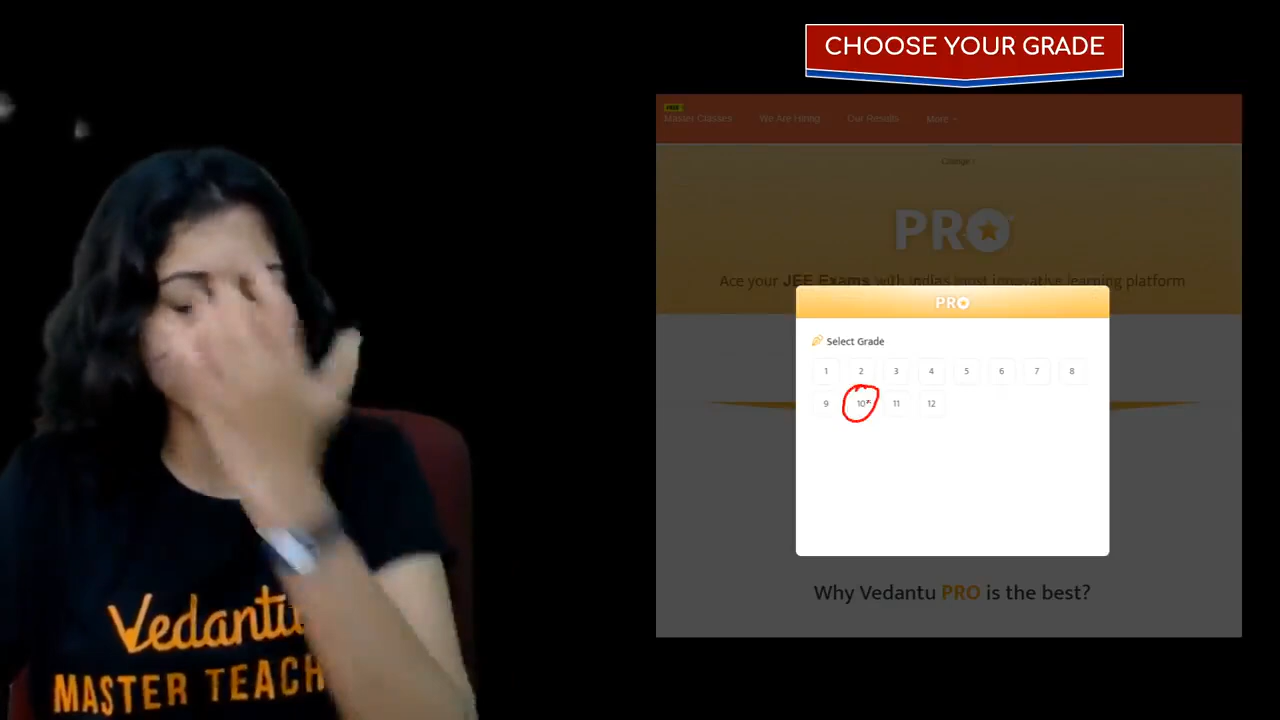 CHOOSE YOUR GRADE
FREE
Master Classes We Are Hiring Our Results More
Change
PRO
Ace your JEE Exams with Indias most innovative learning platform
PRO
Select Grade
1 2 3 4 5 6 7 8
9 10 11 12
Why Vedantu PRO is the best?
Vedantu
MASTER TEACH